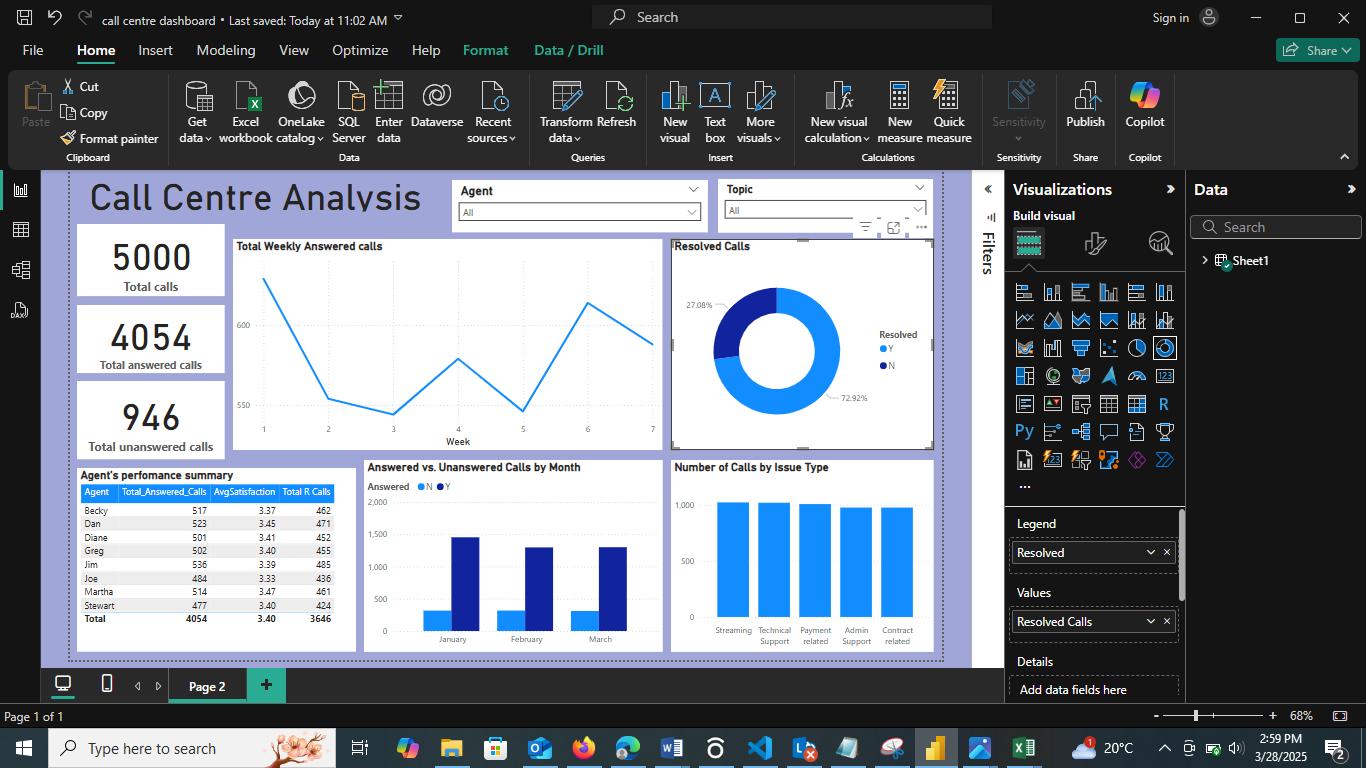 call centre dashboard • Last saved: Today at 11:02 AM
Search
Sign in
File Home Insert Modeling View Optimize Help Format Data / Drill
Share
Paste
Cut
Copy
Format painter
Clipboard
Get data
Excel workbook
OneLake catalog
SQL Server
Enter data
Dataverse
Recent sources
Data
Transform data
Refresh
Queries
New visual
Text box
More visuals
Insert
New visual calculation
New measure
Quick measure
Calculations
Sensitivity
Sensitivity
Publish
Share
Copilot
Copilot
Call Centre Analysis
Agent
All
Topic
All
5000
Total calls
4054
Total answered calls
946
Total unanswered calls
Total Weekly Answered calls
600
550
1 2 3 4 5 6 7
Week
Resolved Calls
27.08%
72.92%
Resolved
Y
N
Agent's perfomance summary
Agent Total_Answered_Calls AvgSatisfaction Total R Calls
Becky 517 3.37 462
Dan 523 3.45 471
Diane 501 3.41 452
Greg 502 3.40 455
Jim 536 3.39 485
Joe 484 3.33 436
Martha 514 3.47 461
Stewart 477 3.40 424
Total 4054 3.40 3646
Answered vs. Unanswered Calls by Month
Answered N Y
2,000
1,500
1,000
500
0
January February March
Number of Calls by Issue Type
1,000
500
0
Streaming
Technical Support
Payment related
Admin Support
Contract related
Filters
Visualizations
Build visual
R
Py
123
...
Legend
Resolved
Values
Resolved Calls
Details
Add data fields here
Data
Search
Sheet1
DAX
Page 2
+
Page 1 of 1
- + 68%
Type here to search
1
20°C
2:59 PM
3/28/2025
2